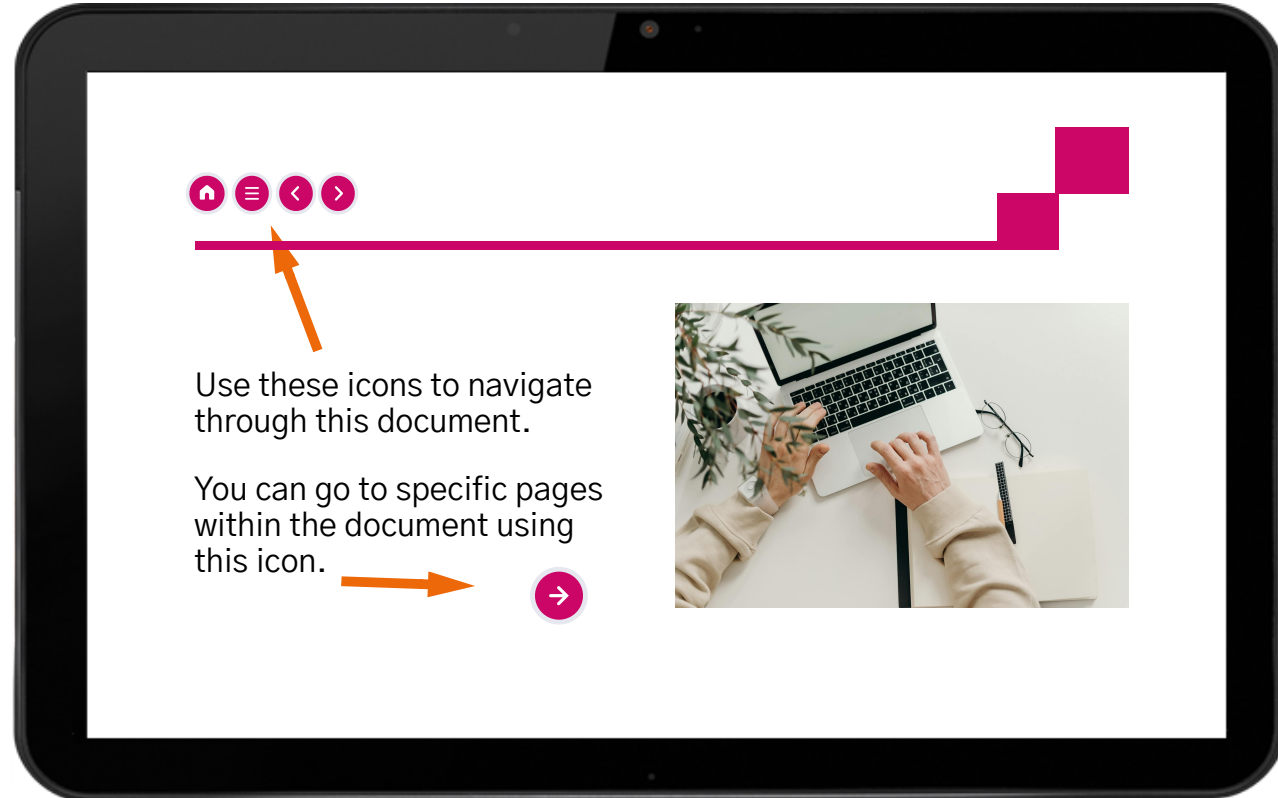 Use these icons to navigate
through this document.
You can go to specific pages
within the document using
this icon.